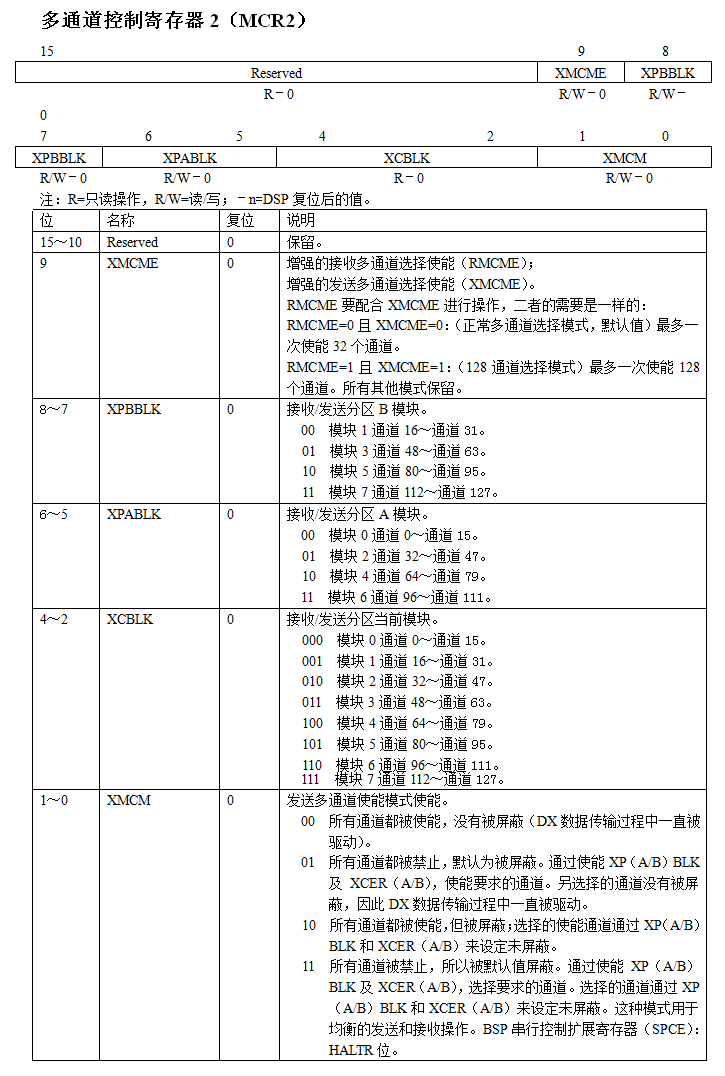 多通道控制寄存器 2（MCR2）
15 9 8
Reserved XMCME XPBBLK
R－0 R/W－0 R/W－
0
7 6 5 4 2 1 0
XPBBLK XPABLK XCBLK XMCM
R/W－0 R/W－0 R－0 R/W－0
注：R=只读操作，R/W=读/写；－n=DSP 复位后的值。
位 名称 复位 说明
15～10 Reserved 0 保留。
9 XMCME 0 增强的接收多通道选择使能（RMCME）；
增强的发送多通道选择使能（XMCME）。
RMCME 要配合 XMCME 进行操作，二者的需要是一样的：
RMCME=0 且 XMCME=0：（正常多通道选择模式，默认值）最多一
次使能 32 个通道。
RMCME=1 且 XMCME=1：（128 通道选择模式）最多一次使能 128
个通道。所有其他模式保留。
8～7 XPBBLK 0 接收/发送分区 B 模块。
00 模块 1 通道 16～通道 31。
01 模块 3 通道 48～通道 63。
10 模块 5 通道 80～通道 95。
11 模块 7 通道 112～通道 127。
6～5 XPABLK 0 接收/发送分区 A 模块。
00 模块 0 通道 0～通道 15。
01 模块 2 通道 32～通道 47。
10 模块 4 通道 64～通道 79。
11 模块 6 通道 96～通道 111。
4～2 XCBLK 0 接收/发送分区当前模块。
000 模块 0 通道 0～通道 15。
001 模块 1 通道 16～通道 31。
010 模块 2 通道 32～通道 47。
011 模块 3 通道 48～通道 63。
100 模块 4 通道 64～通道 79。
101 模块 5 通道 80～通道 95。
110 模块 6 通道 96～通道 111。
111 模块 7 通道 112～通道 127。
1～0 XMCM 0 发送多通道使能模式使能。
00 所有通道都被使能，没有被屏蔽（DX 数据传输过程中一直被
驱动）。
01 所有通道都被禁止，默认为被屏蔽。通过使能 XP（A/B）BLK
及 XCER（A/B），使能要求的通道。另选择的通道没有被屏
蔽，因此 DX 数据传输过程中一直被驱动。
10 所有通道都被使能，但被屏蔽；选择的使能通道通过 XP（A/B）
BLK 和 XCER（A/B）来设定未屏蔽。
11 所有通道被禁止，所以被默认值屏蔽。通过使能 XP（A/B）
BLK 及 XCER（A/B），选择要求的通道。选择的通道通过 XP
（A/B）BLK 和 XCER（A/B）来设定未屏蔽。这种模式用于
均衡的发送和接收操作。BSP 串行控制扩展寄存器（SPCE）：
HALTR 位。